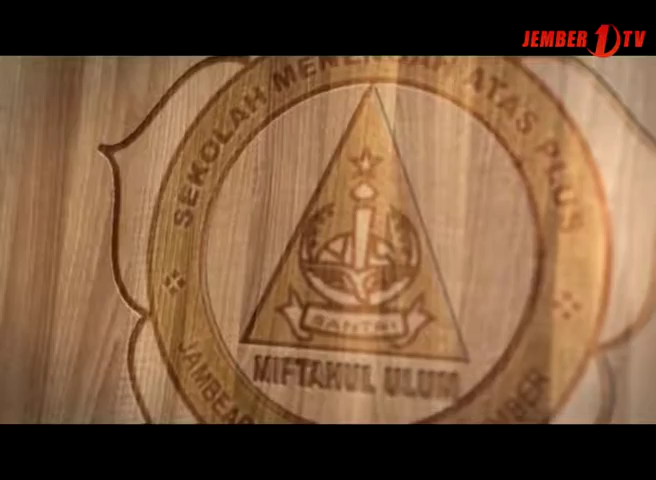 JEMBER 1 TV
SEKOLAH MENENGAH ATAS PLUS
SANTRI
MIFTAHUL ULUM